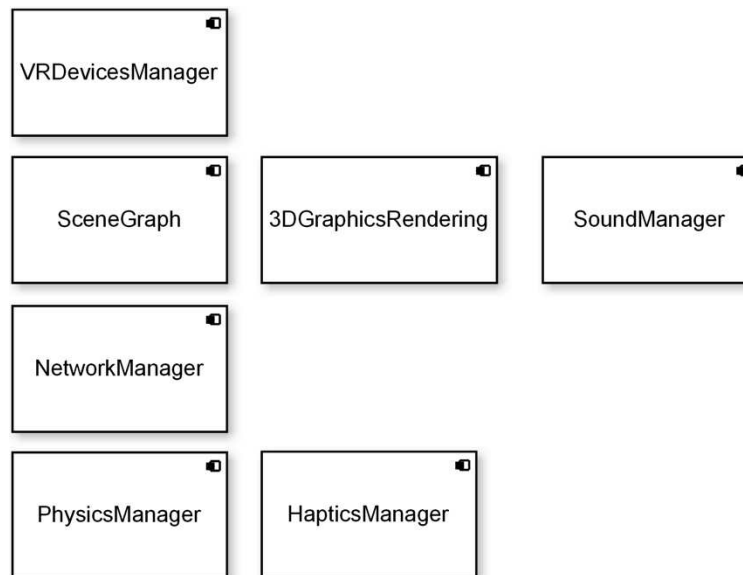 VRDevicesManager
SceneGraph
3DGraphicsRendering
SoundManager
NetworkManager
PhysicsManager
HapticsManager